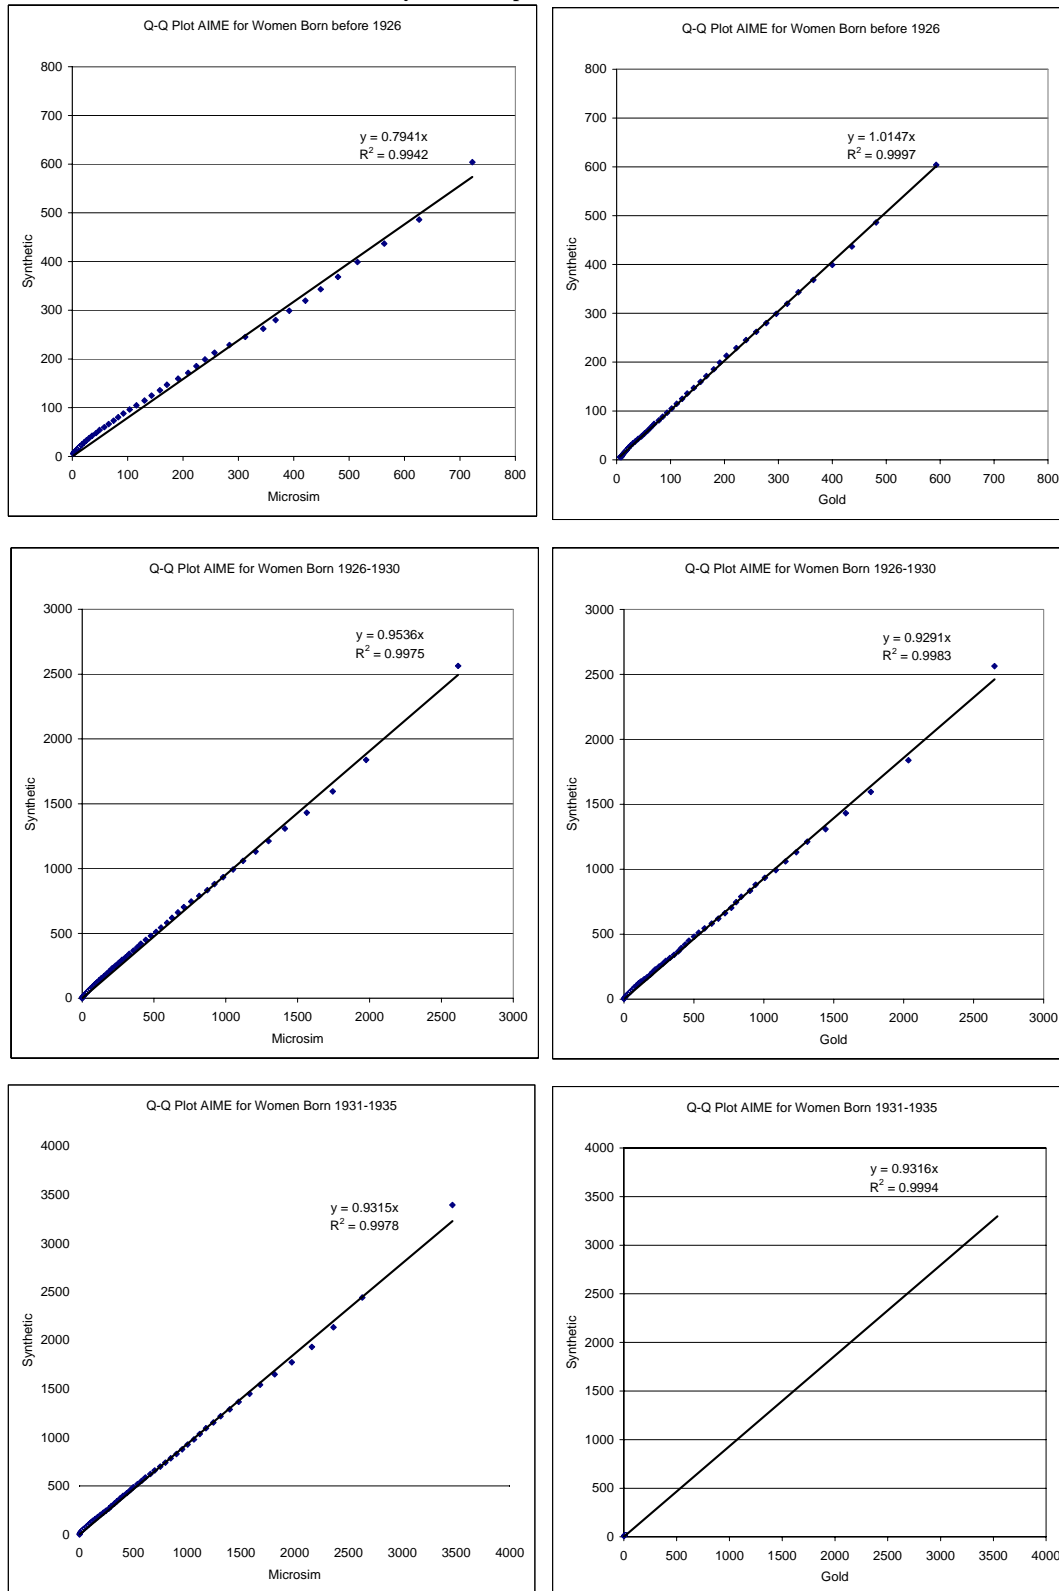 Q-Q Plot AIME for Women Born before 1926
800
700
600
500
400
300
200
100
0
0 100 200 300 400 500 600 700 800
Synthetic
Microsim
y = 0.7941x
R² = 0.9942
Q-Q Plot AIME for Women Born before 1926
800
700
600
500
400
300
200
100
0
0 100 200 300 400 500 600 700 800
Synthetic
Gold
y = 1.0147x
R² = 0.9997
Q-Q Plot AIME for Women Born 1926-1930
3000
2500
2000
1500
1000
500
0
0 500 1000 1500 2000 2500 3000
Synthetic
Microsim
y = 0.9536x
R² = 0.9975
Q-Q Plot AIME for Women Born 1926-1930
3000
2500
2000
1500
1000
500
0
0 500 1000 1500 2000 2500 3000
Synthetic
Gold
y = 0.9291x
R² = 0.9983
Q-Q Plot AIME for Women Born 1931-1935
4000
3500
3000
2500
2000
1500
1000
500
0
0 500 1000 1500 2000 2500 3000 3500 4000
Synthetic
Microsim
y = 0.9315x
R² = 0.9978
Q-Q Plot AIME for Women Born 1931-1935
4000
3500
3000
2500
2000
1500
1000
500
0
0 500 1000 1500 2000 2500 3000 3500 4000
Synthetic
Gold
y = 0.9316x
R² = 0.9994